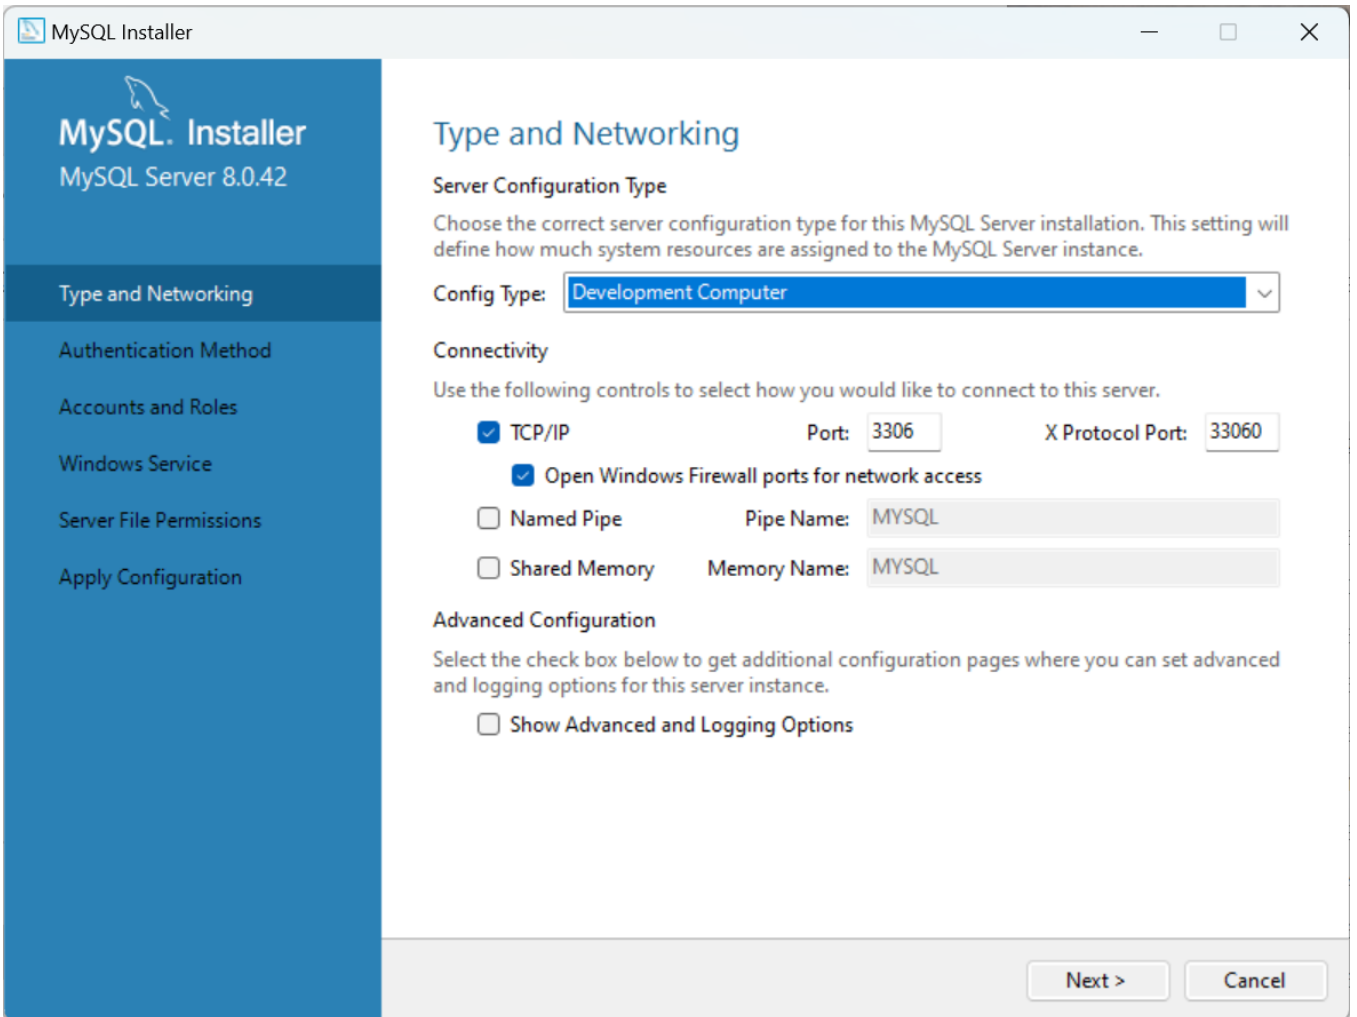 MySQL Installer
MySQL. Installer
MySQL Server 8.0.42
Type and Networking
Authentication Method
Accounts and Roles
Windows Service
Server File Permissions
Apply Configuration
Type and Networking
Server Configuration Type
Choose the correct server configuration type for this MySQL Server installation. This setting will
define how much system resources are assigned to the MySQL Server instance.
Config Type: Development Computer
Connectivity
Use the following controls to select how you would like to connect to this server.
TCP/IP Port: 3306 X Protocol Port: 33060
Open Windows Firewall ports for network access
Named Pipe Pipe Name: MYSQL
Shared Memory Memory Name: MYSQL
Advanced Configuration
Select the check box below to get additional configuration pages where you can set advanced
and logging options for this server instance.
Show Advanced and Logging Options
Next > Cancel